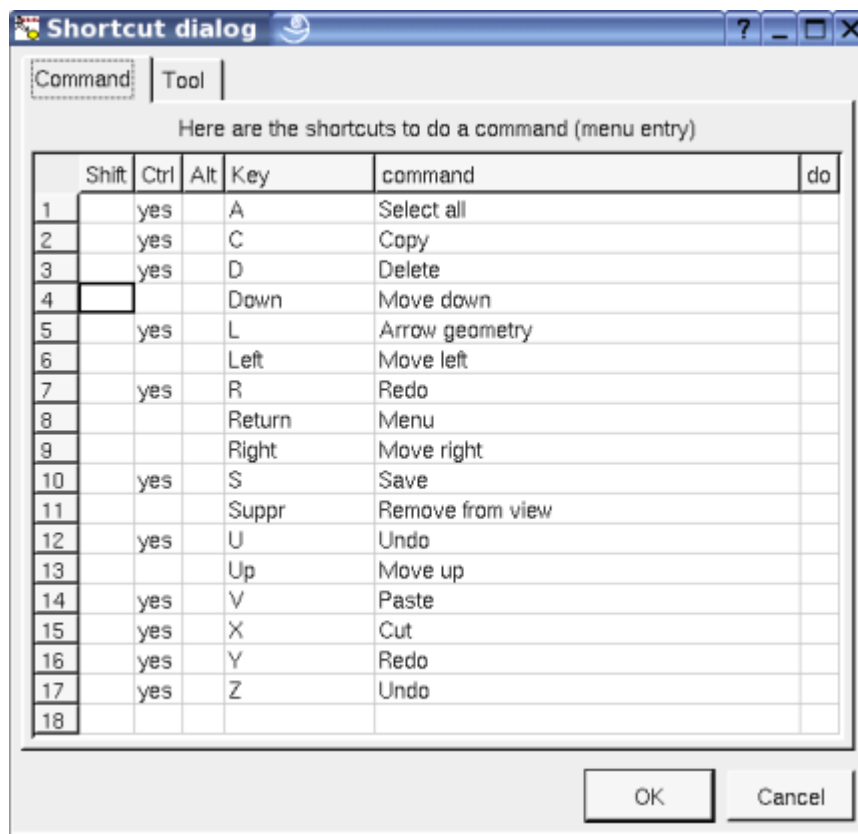 Shortcut dialog
? _ X
Command Tool
Here are the shortcuts to do a command (menu entry)
Shift Ctrl Alt Key command do
1 yes A Select all
2 yes C Copy
3 yes D Delete
4 Down Move down
5 yes L Arrow geometry
6 Left Move left
7 yes R Redo
8 Return Menu
9 Right Move right
10 yes S Save
11 Suppr Remove from view
12 yes U Undo
13 Up Move up
14 yes V Paste
15 yes X Cut
16 yes Y Redo
17 yes Z Undo
18
OK Cancel